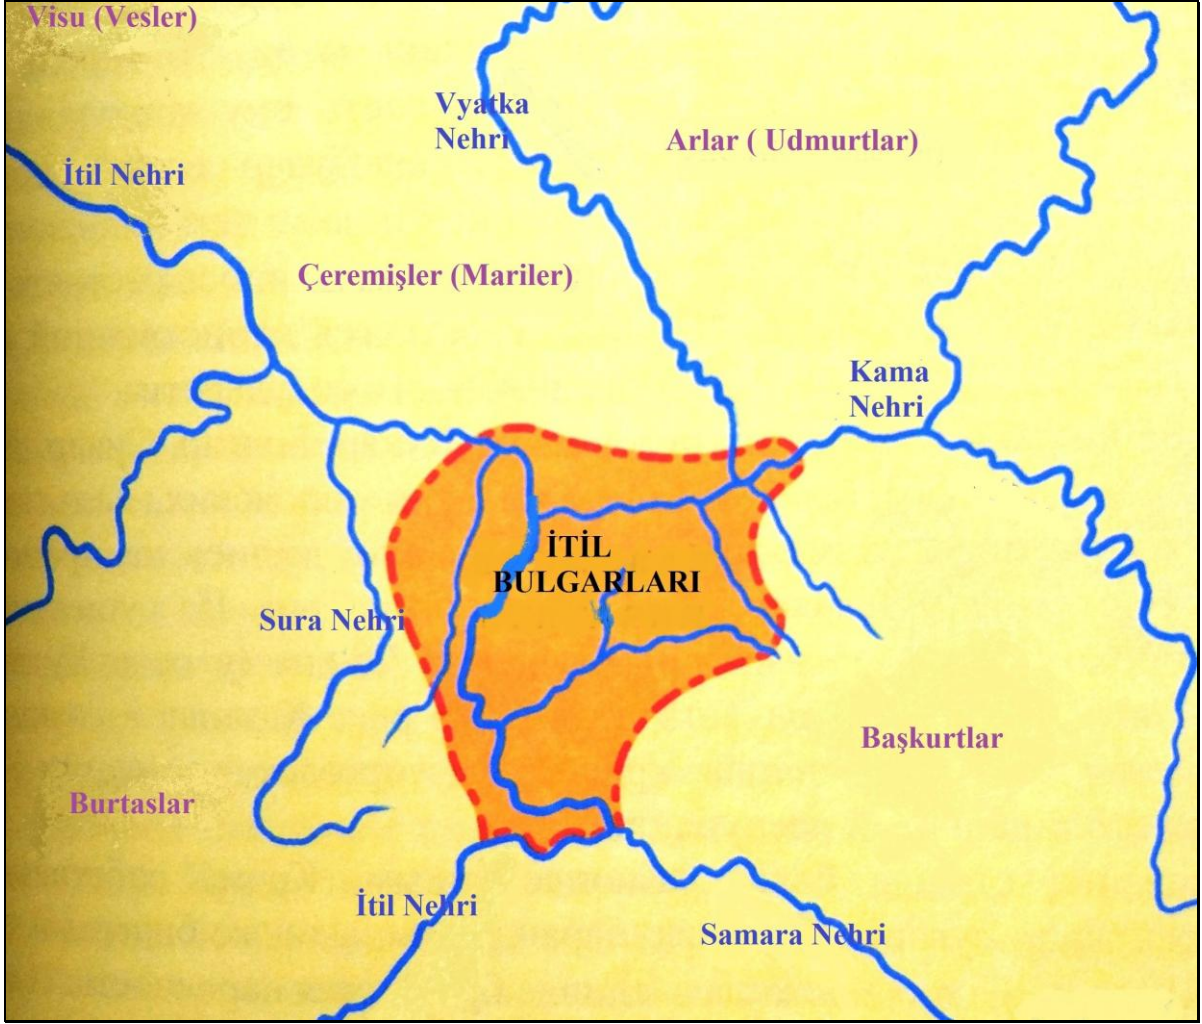 Visu (Vesler)
Vyatka
Nehri
Arlar ( Udmurtlar)
İtil Nehri
Çeremişler (Mariler)
Kama
Nehri
İTİL
BULGARLARI
Sura Nehri
Başkurtlar
Burtaslar
İtil Nehri
Samara Nehri